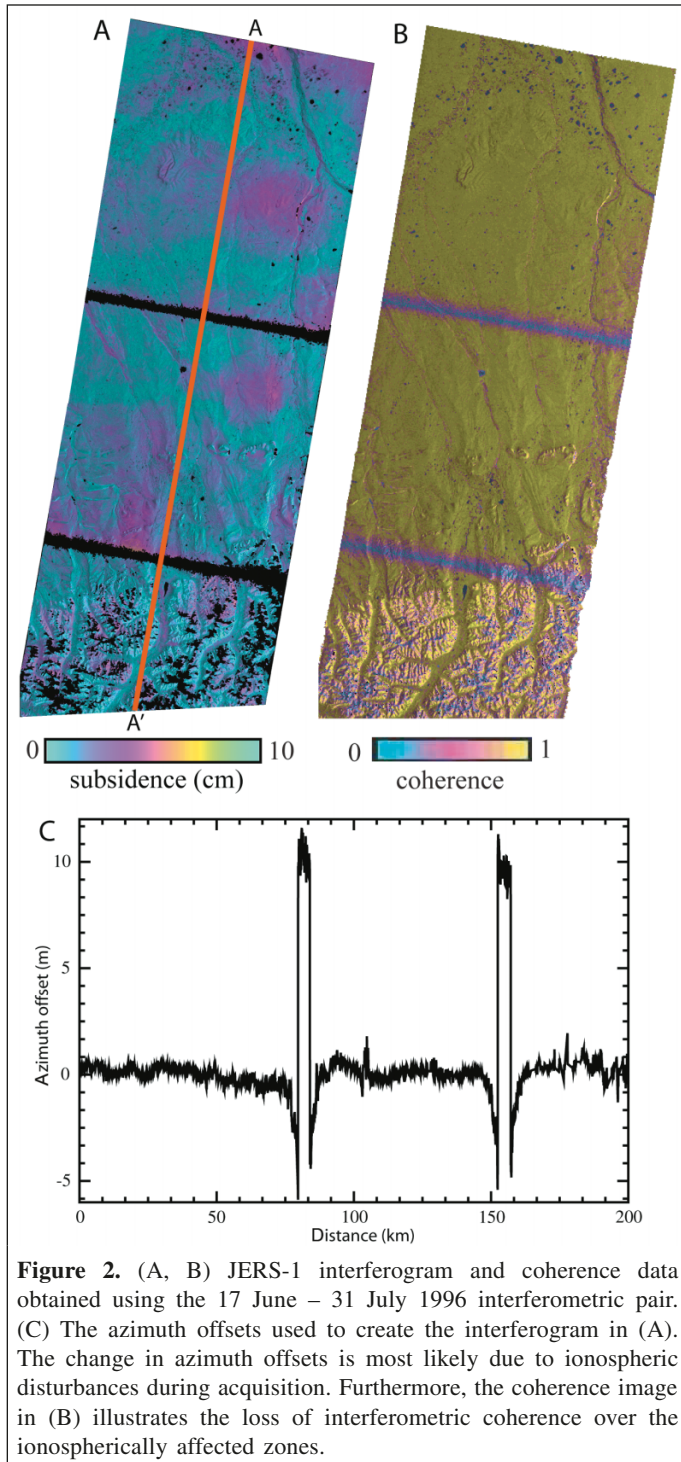 A
A
B
A'
0
10
subsidence (cm)
0
1
coherence
C
10
5
0
-5
Azimuth offset (m)
0
50
100
150
200
Distance (km)
Figure 2. (A, B) JERS-1 interferogram and coherence data
obtained using the 17 June – 31 July 1996 interferometric pair.
(C) The azimuth offsets used to create the interferogram in (A).
The change in azimuth offsets is most likely due to ionospheric
disturbances during acquisition. Furthermore, the coherence image
in (B) illustrates the loss of interferometric coherence over the
ionospherically affected zones.